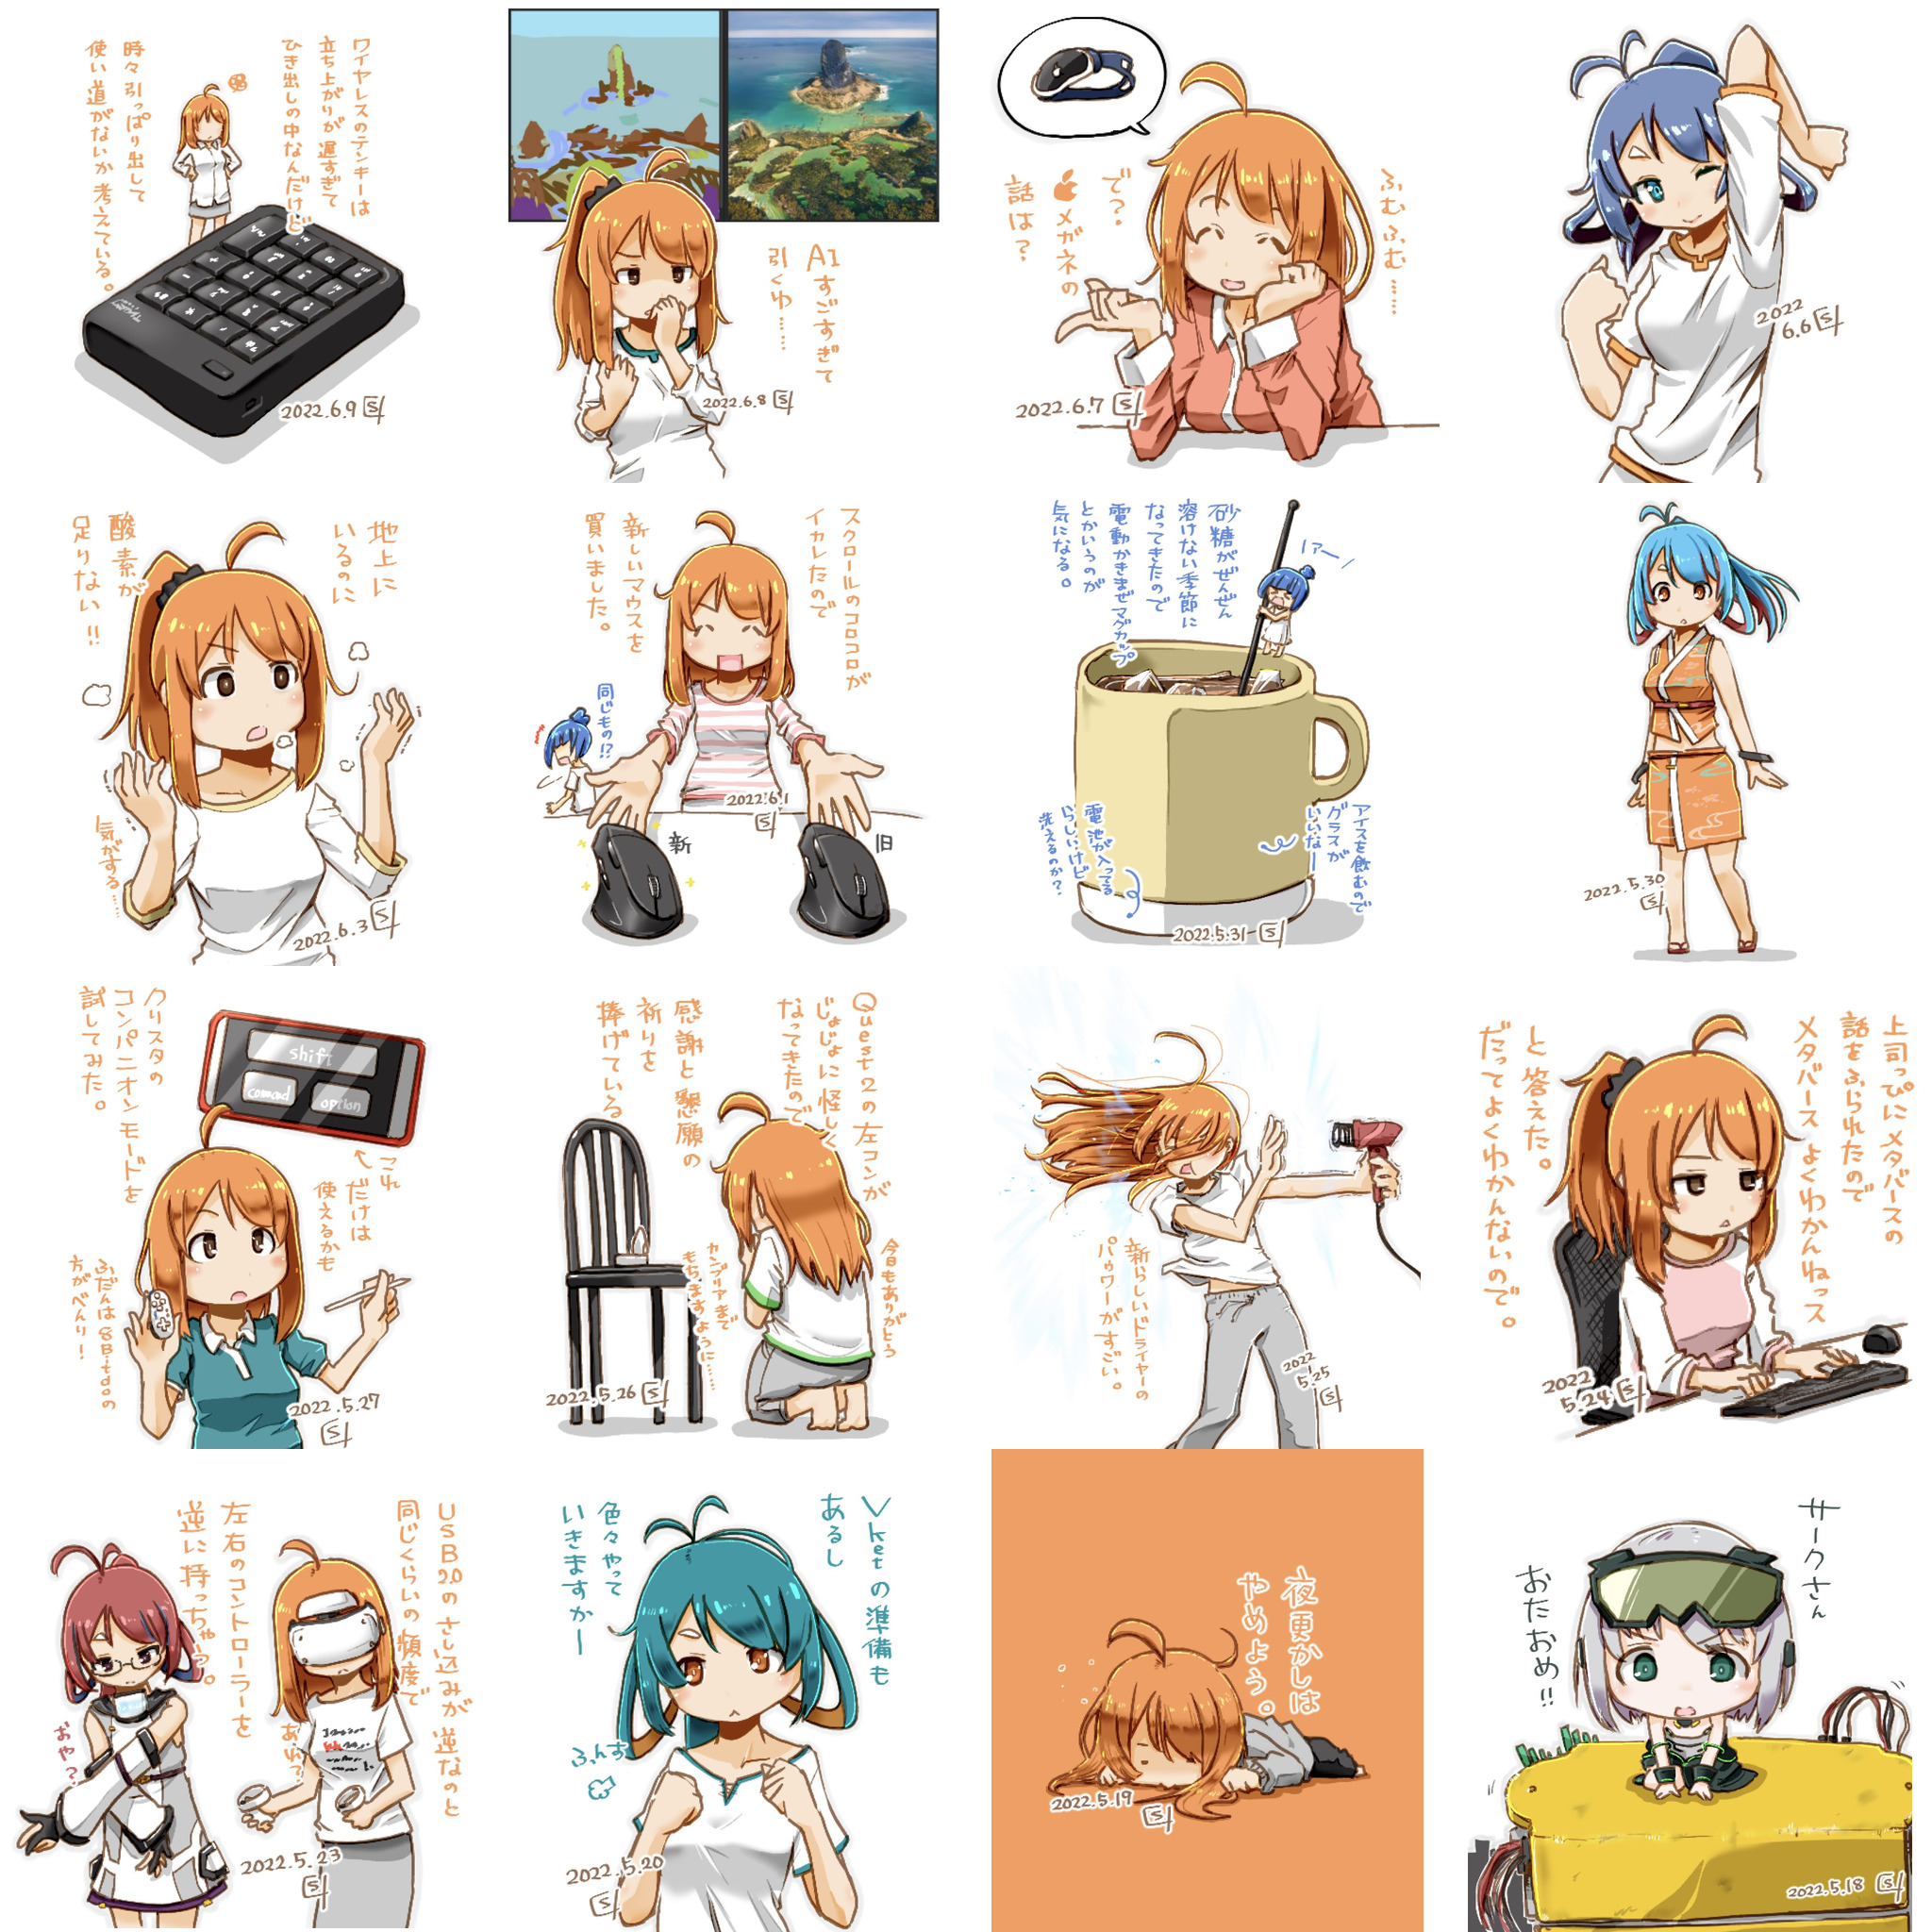 ワイヤレスのテンキーは
立ち上がりが遅すぎて
ひき出しの中なんだけど
時々引っぱり出して
使い道がないか考えている。
2022.6.9
AIすごすぎて
引くわ……
2022.6.8
ふむふむ……
で?
メガネの
話は?
2022.6.7
2022
6.6
地上に
いるのに
酸素が
足りない!!
気がする……
2022.6.3
スクロールのコロコロが
イカレたので
新しいマウスを
買いました。
同じもの!?
新
旧
2022.6.1
砂糖がぜんぜん
溶けない季節に
なってきたので
電動かきまぜマグカップ
とかいうのが
気になる。
アイスを飲むので
グラスが
いいなー
電池が入ってる
らしいけど
洗えるのか?
2022.5.31
2022.5.30
クリスタの
コンパニオンモードを
試してみた。
shift
comand
option
これ
だけは
使えるかも
ふだんは8Bitdoの
方がべんり!
2022.5.27
Quest2の左コンが
じょじょに怪しく
なってきたので
感謝と懇願の
祈りを
捧げている
今日もありがとう
カンブリアまで
もちますように……
2022.5.26
新らしいドライヤーの
パゥワーがすごい。
2022
5.25
上司っぴにメタバースの
話をふられたので
メタバースよくわかんねっス
と答えた。
だってよくわかんないので。
2022
5.24
USB2.0のさし込みが逆なのと
同じくらいの頻度で
左右のコントローラーを
逆に持っちゃう。
おや?
あれ?
2022.5.23
Vketの準備も
あるし
色々やって
いきますかー
ふんす
2022.5.20
夜更かしは
やめよう。
2022.5.19
サークさん
おたおめ!!
2022.5.18